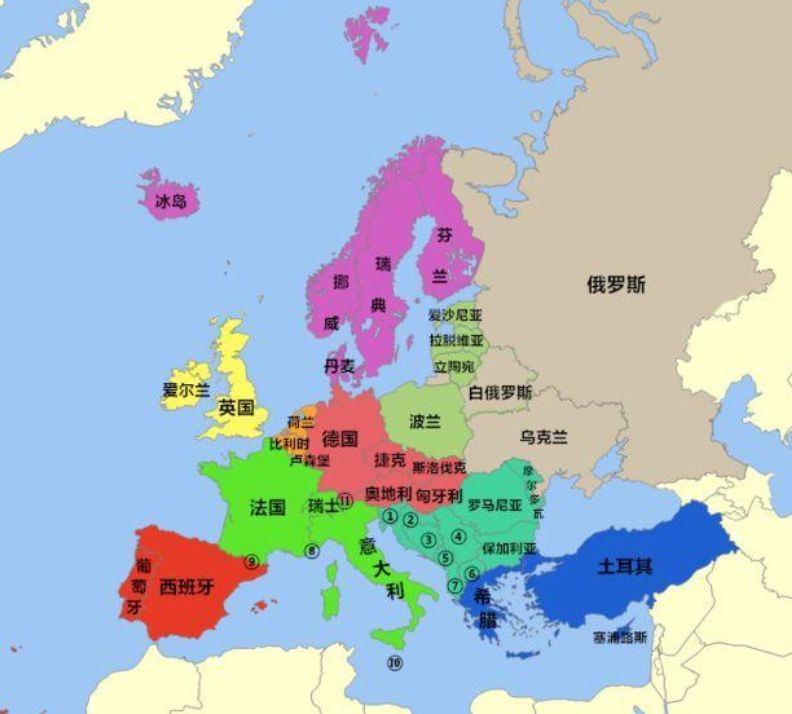 冰岛
芬
兰
瑞
典
挪
威
俄罗斯
爱沙尼亚
拉脱维亚
立陶宛
丹麦
爱尔兰
英国
白俄罗斯
荷兰
波兰
比利时
德国
乌克兰
卢森堡
捷克
斯洛伐克
法国
瑞士
⑪
奥地利
匈牙利
罗马尼亚
摩
尔
多
瓦
①
②
③
④
⑤
保加利亚
⑧
⑨
意
大
利
⑥
⑦
希
腊
土耳其
葡
萄
牙
西班牙
塞浦路斯
⑩